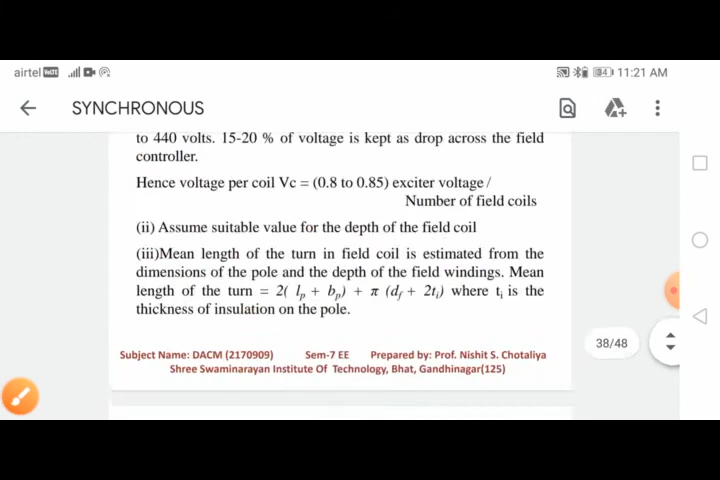 airtel VoLTE 84 11:21 AM
SYNCHRONOUS
to 440 volts. 15-20 % of voltage is kept as drop across the field
controller.
Hence voltage per coil Vc = (0.8 to 0.85) exciter voltage /
Number of field coils
(ii) Assume suitable value for the depth of the field coil
(iii)Mean length of the turn in field coil is estimated from the
dimensions of the pole and the depth of the field windings. Mean
length of the turn = 2( lp + bp) + π (df + 2ti) where ti is the
thickness of insulation on the pole.
38/48
Subject Name: DACM (2170909) Sem-7 EE Prepared by: Prof. Nishit S. Chotaliya
Shree Swaminarayan Institute Of Technology, Bhat, Gandhinagar(125)